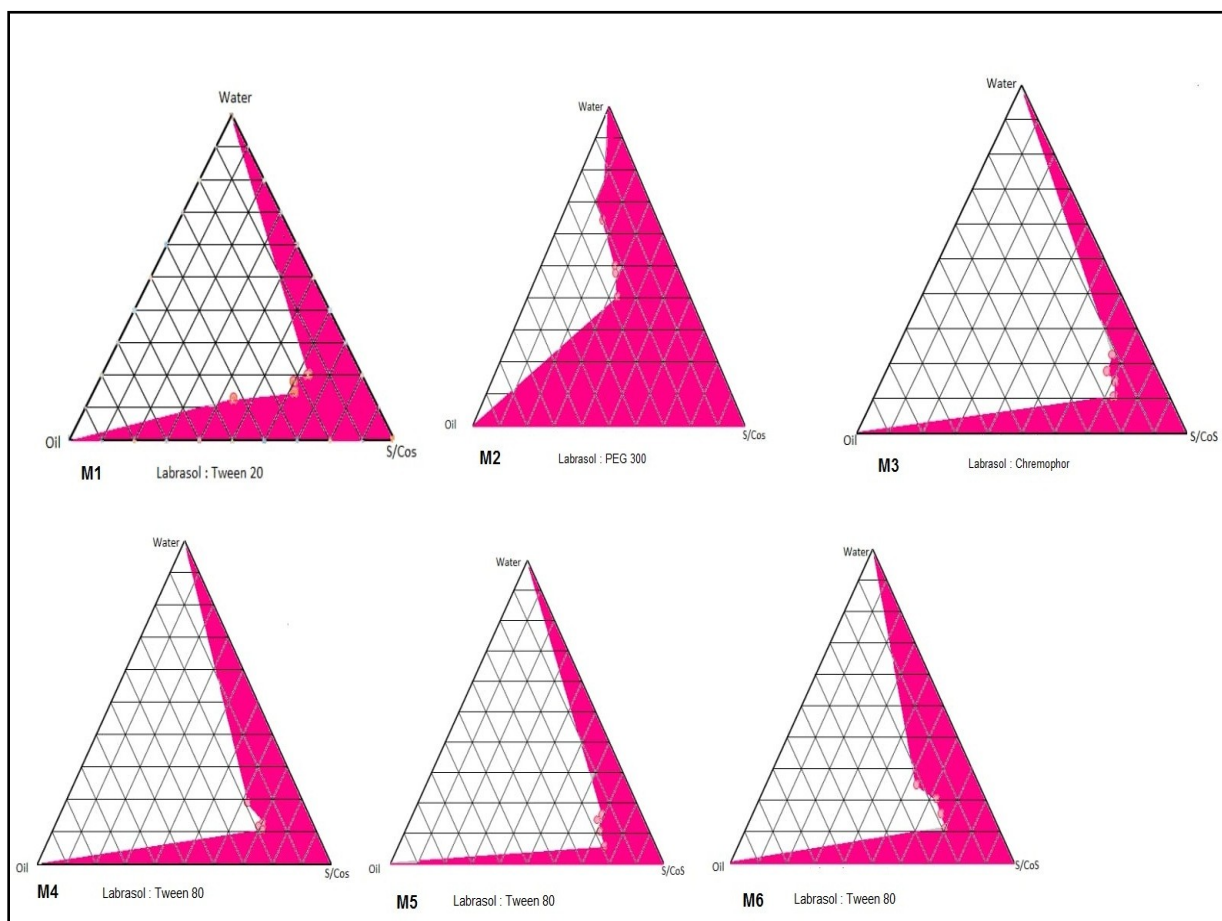 Water
Oil
S/Cos
M1
Labrasol : Tween 20
Water
Oil
S/Cos
M2
Labrasol : PEG 300
Water
Oil
S/CoS
M3
Labrasol : Chremophor
Water
Oil
S/Cos
M4
Labrasol : Tween 80
Water
Oil
S/CoS
M5
Labrasol : Tween 80
Water
Oil
S/CoS
M6
Labrasol : Tween 80